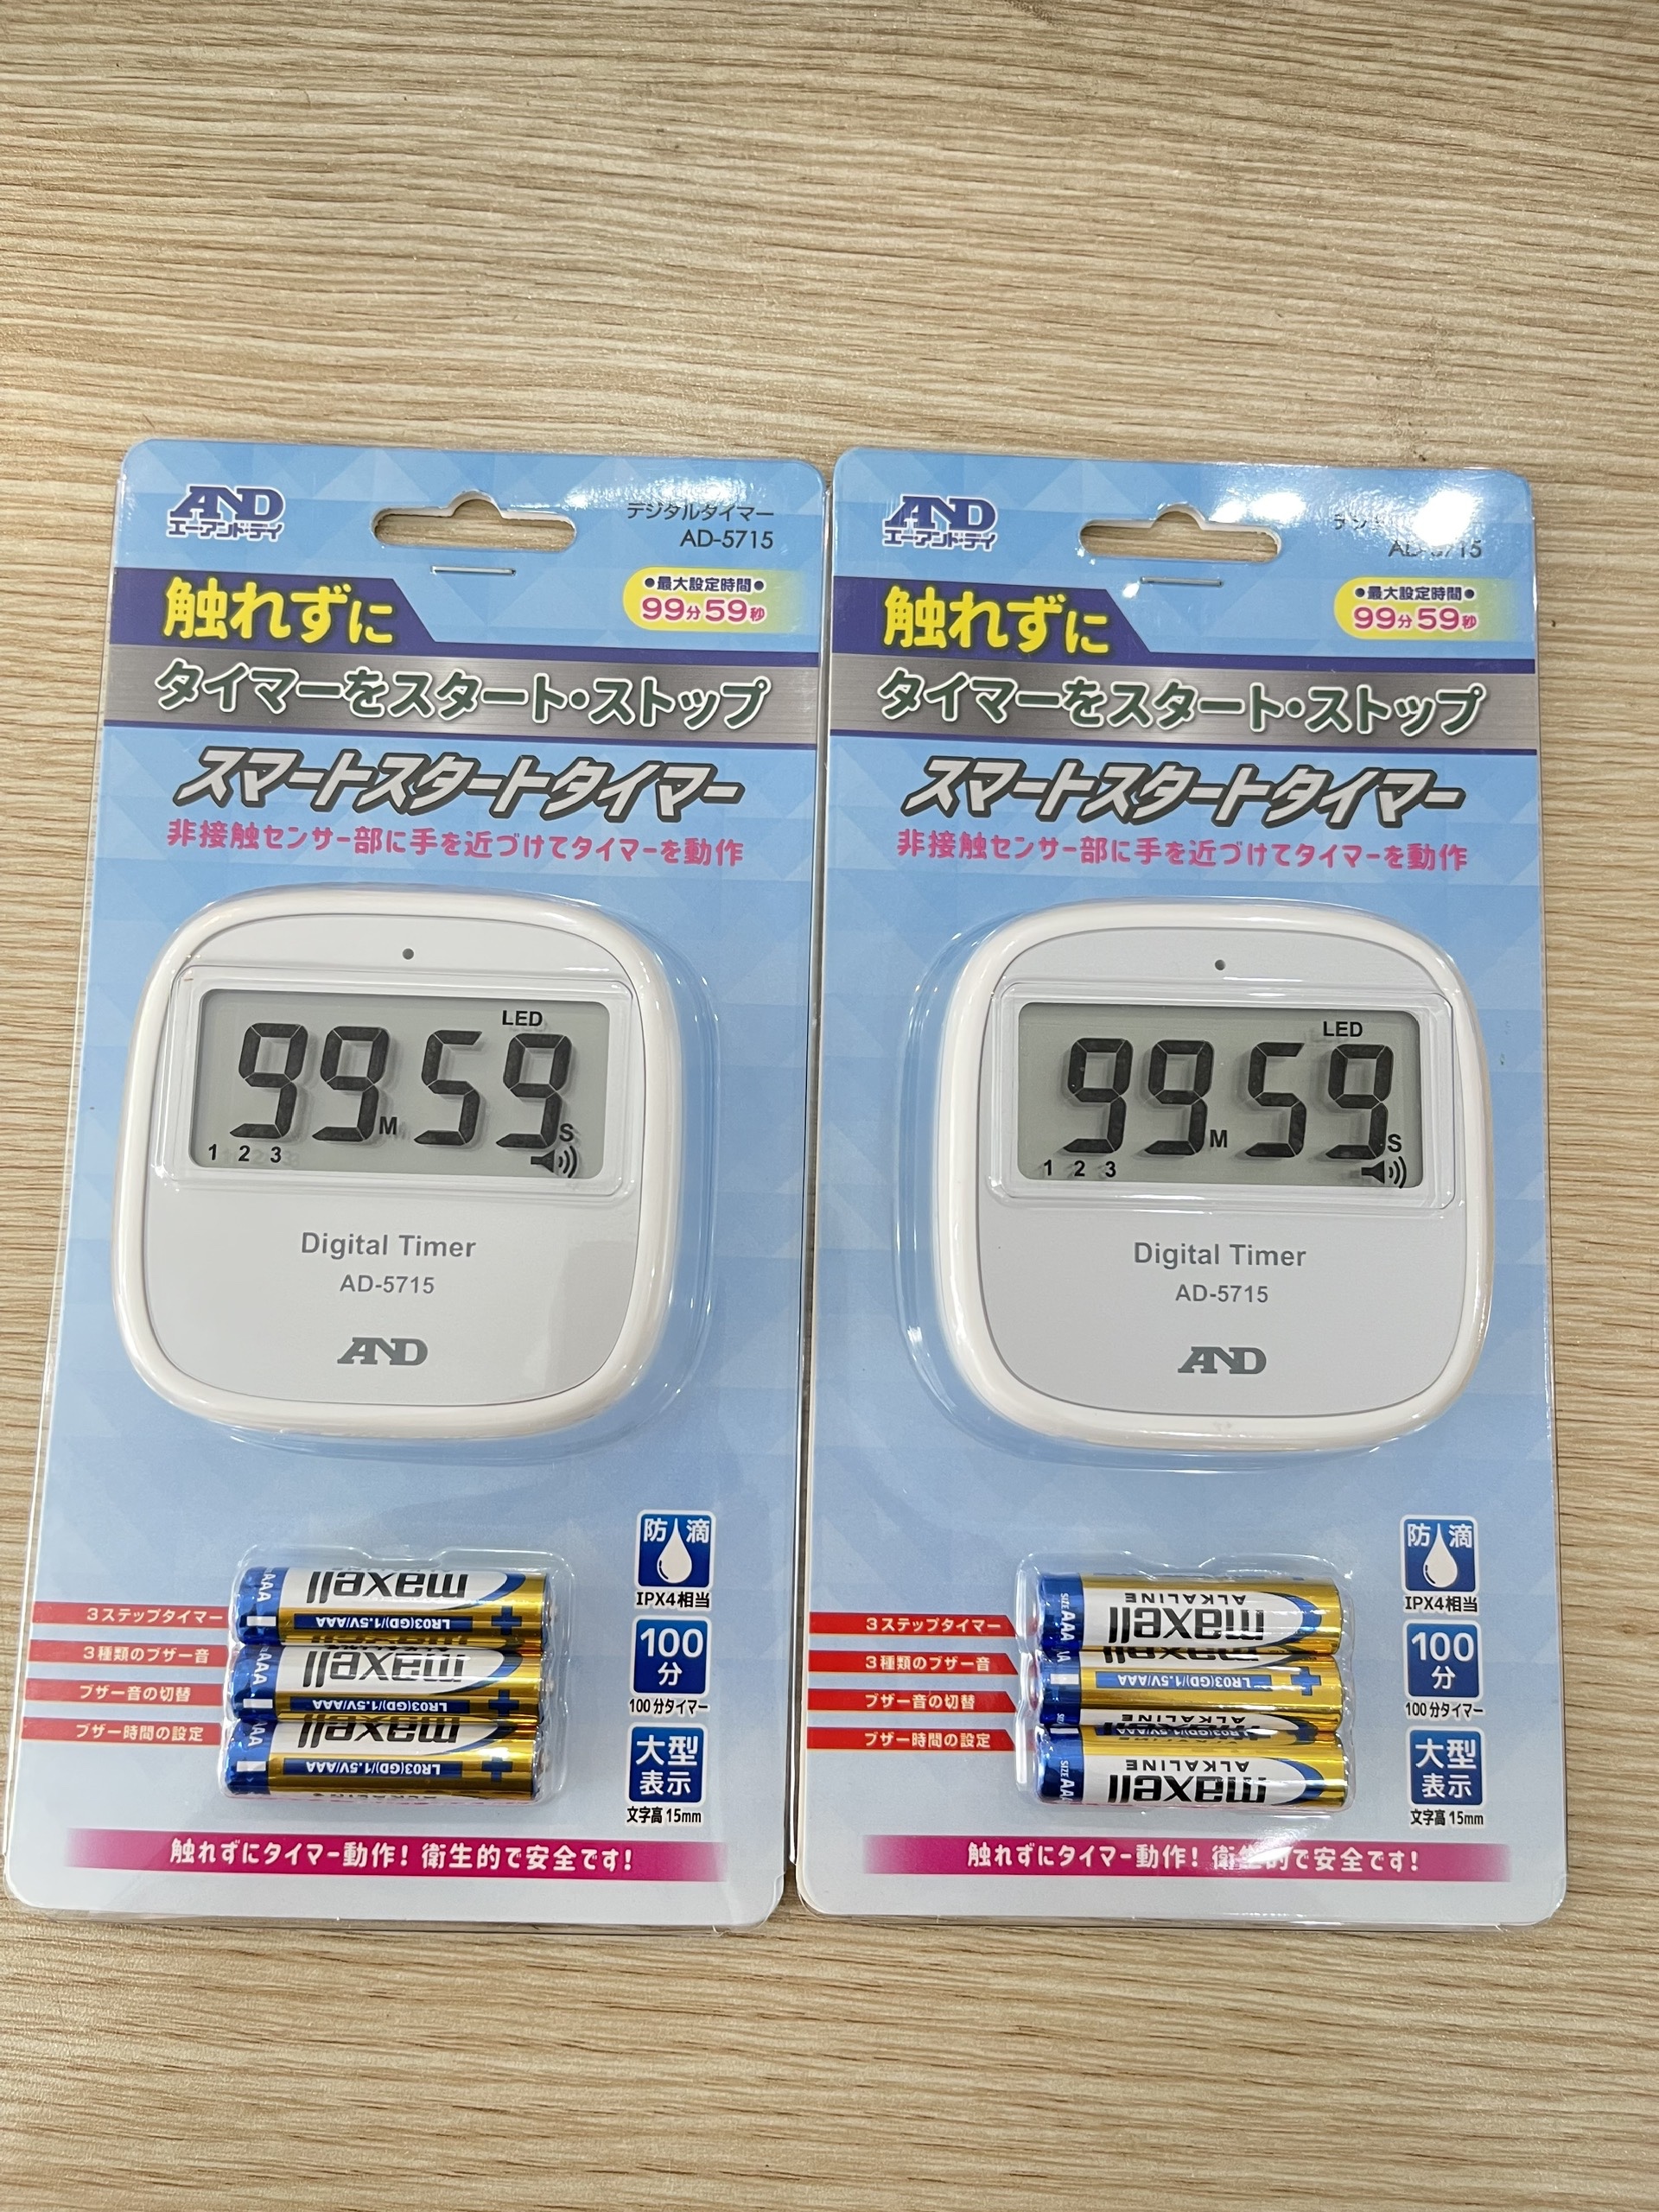 AND
エーアンド・デイ
デジタルタイマー
AD-5715
触れずに
●最大設定時間●
99分59秒
タイマーをスタート・ストップ
スマートスタートタイマー
非接触センサー部に手を近づけてタイマーを動作
LED
99M59S
1 2 3
Digital Timer
AD-5715
AND
防滴
IPX4相当
3ステップタイマー
3種類のブザー音
ブザー音の切替
ブザー時間の設定
AAA
maxell
LR03(GD)/1.5V/AAA
AAA
maxell
LR03(GD)/1.5V/AAA
AA
maxell
LR03(GD)/1.5V/AAA
100分
100分タイマー
大型表示
文字高15mm
触れずにタイマー動作!衛生的で安全です!
AND
エーアンド・デイ
AD-5715
触れずに
●最大設定時間●
99分59秒
タイマーをスタート・ストップ
スマートスタートタイマー
非接触センサー部に手を近づけてタイマーを動作
LED
99M59S
1 2 3
Digital Timer
AD-5715
AND
防滴
IPX4相当
3ステップタイマー
3種類のブザー音
ブザー音の切替
ブザー時間の設定
SIZE AAA
maxell
ALKALINE
LR03(GD)/1.5V/AAA
ALKALINE
LR03(GD)/1.5V/AAA
SIZE
maxell
ALKALINE
100分
100分タイマー
大型表示
文字高15mm
触れずにタイマー動作!衛生的で安全です!